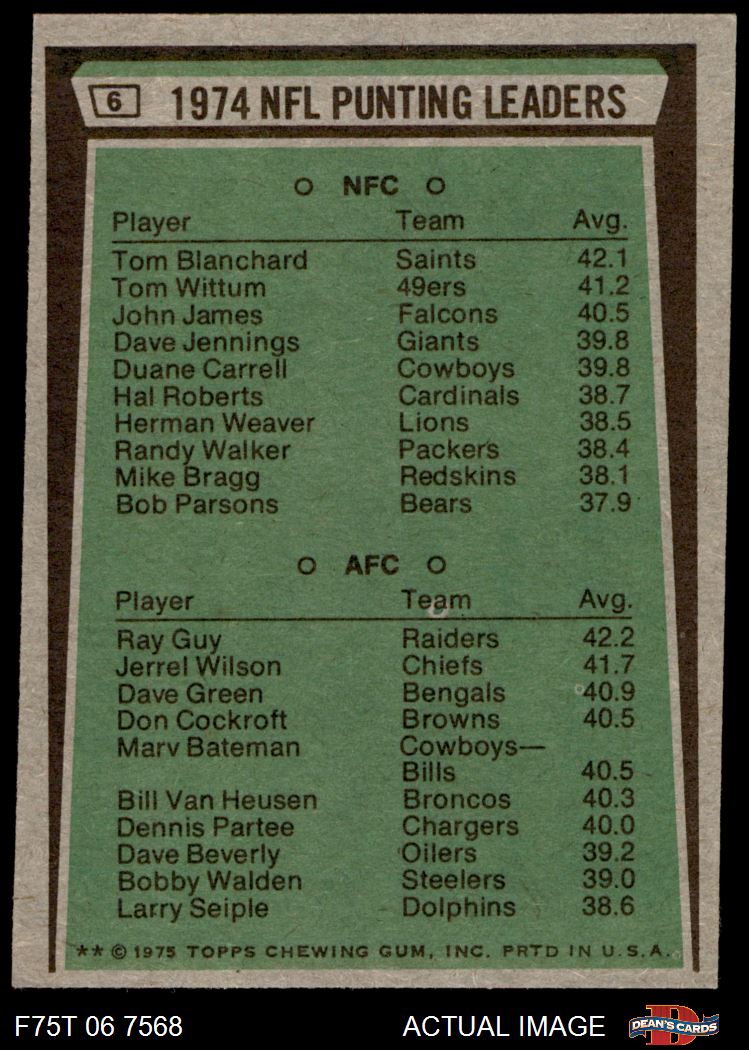 6 1974 NFL PUNTING LEADERS
O NFC O
Player Team Avg.
Tom Blanchard Saints 42.1
Tom Wittum 49ers 41.2
John James Falcons 40.5
Dave Jennings Giants 39.8
Duane Carrell Cowboys 39.8
Hal Roberts Cardinals 38.7
Herman Weaver Lions 38.5
Randy Walker Packers 38.4
Mike Bragg Redskins 38.1
Bob Parsons Bears 37.9
O AFC O
Player Team Avg.
Ray Guy Raiders 42.2
Jerrel Wilson Chiefs 41.7
Dave Green Bengals 40.9
Don Cockroft Browns 40.5
Marv Bateman Cowboys—
Bills 40.5
Bill Van Heusen Broncos 40.3
Dennis Partee Chargers 40.0
Dave Beverly Oilers 39.2
Bobby Walden Steelers 39.0
Larry Seiple Dolphins 38.6
** © 1975 TOPPS CHEWING GUM, INC. PRTD IN U.S.A.
F75T 06 7568 ACTUAL IMAGE D DEAN'S CARDS